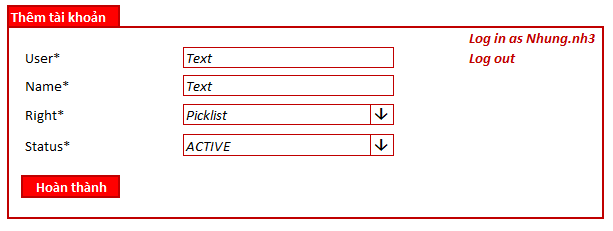 Thêm tài khoản
Log in as Nhung.nh3
User* Text Log out
Name* Text
Right* Picklist
Status* ACTIVE
Hoàn thành